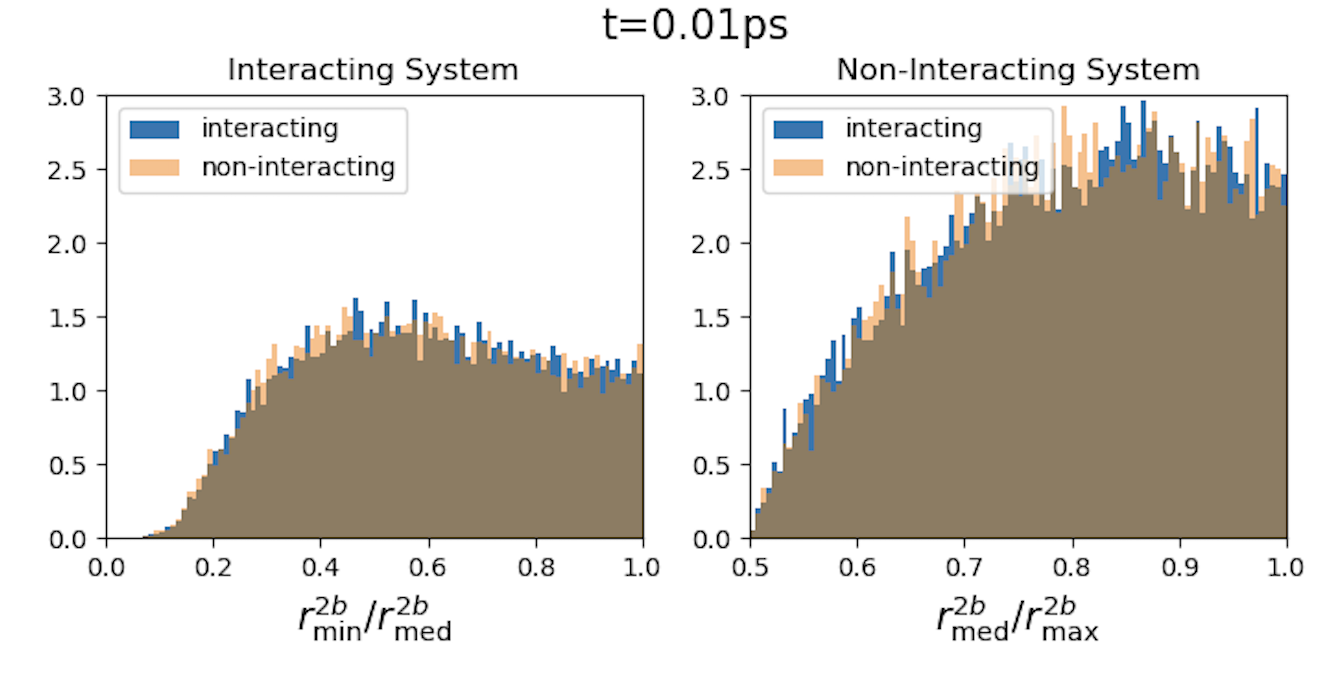 t=0.01ps
Interacting System
interacting
non-interacting
3.0
2.5
2.0
1.5
1.0
0.5
0.0
0.0 0.2 0.4 0.6 0.8 1.0
r^{2b}_{min}/r^{2b}_{med}
Non-Interacting System
interacting
non-interacting
3.0
2.5
2.0
1.5
1.0
0.5
0.0
0.5 0.6 0.7 0.8 0.9 1.0
r^{2b}_{med}/r^{2b}_{max}